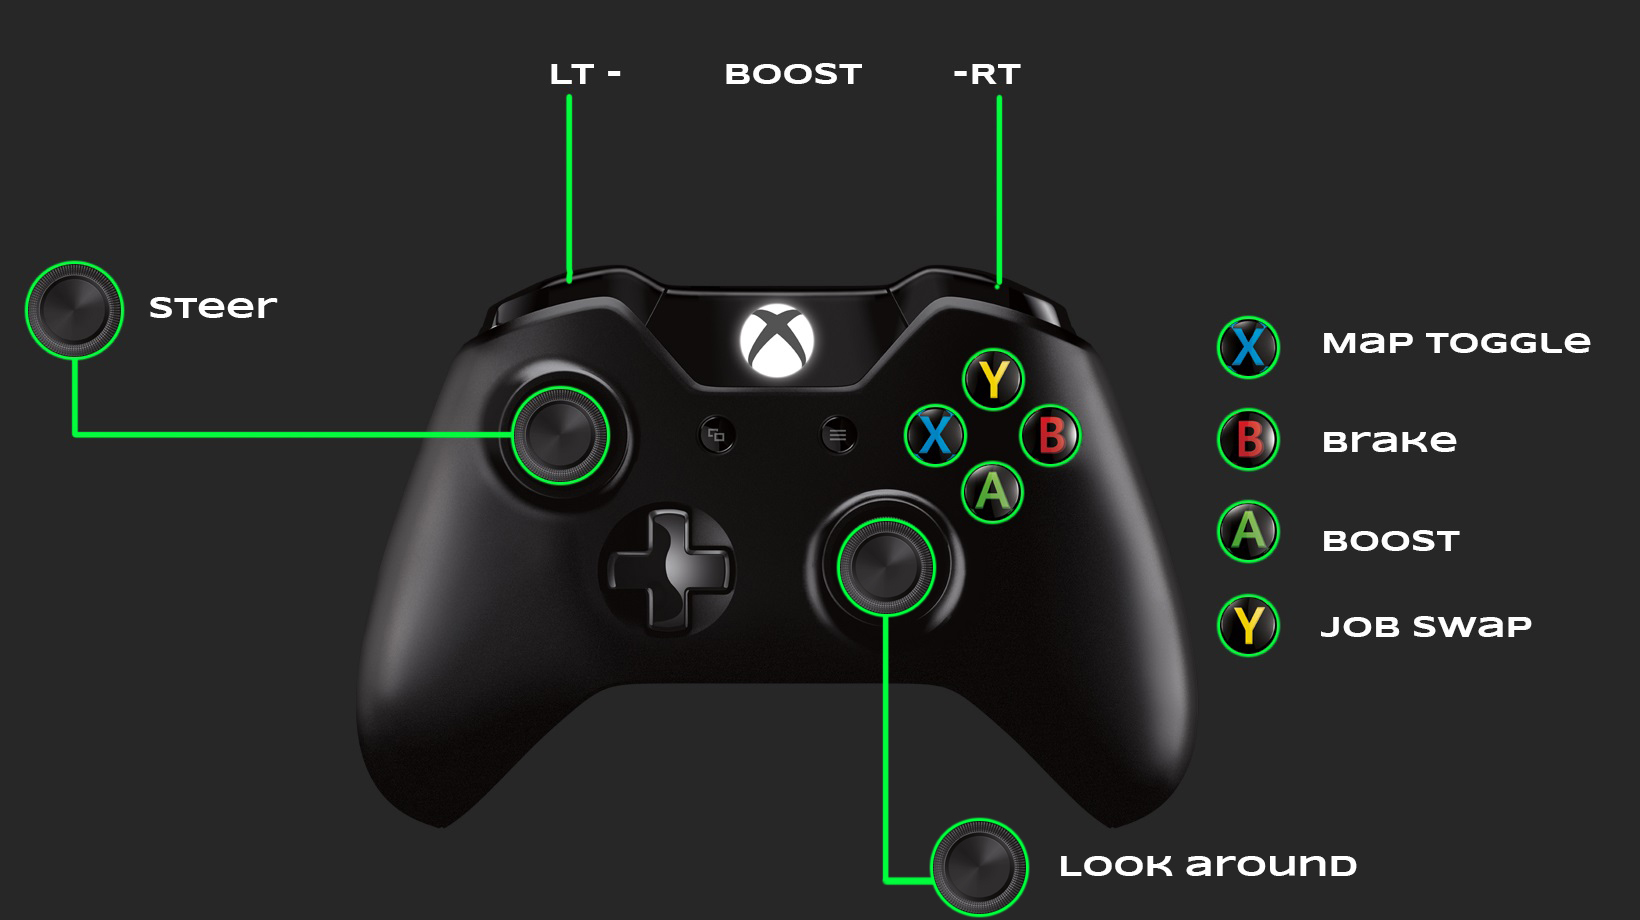 LT - BOOST -RT
steer
Y
X B
A
X map toggle
B brake
A BOOST
Y JOB swap
LOOK around